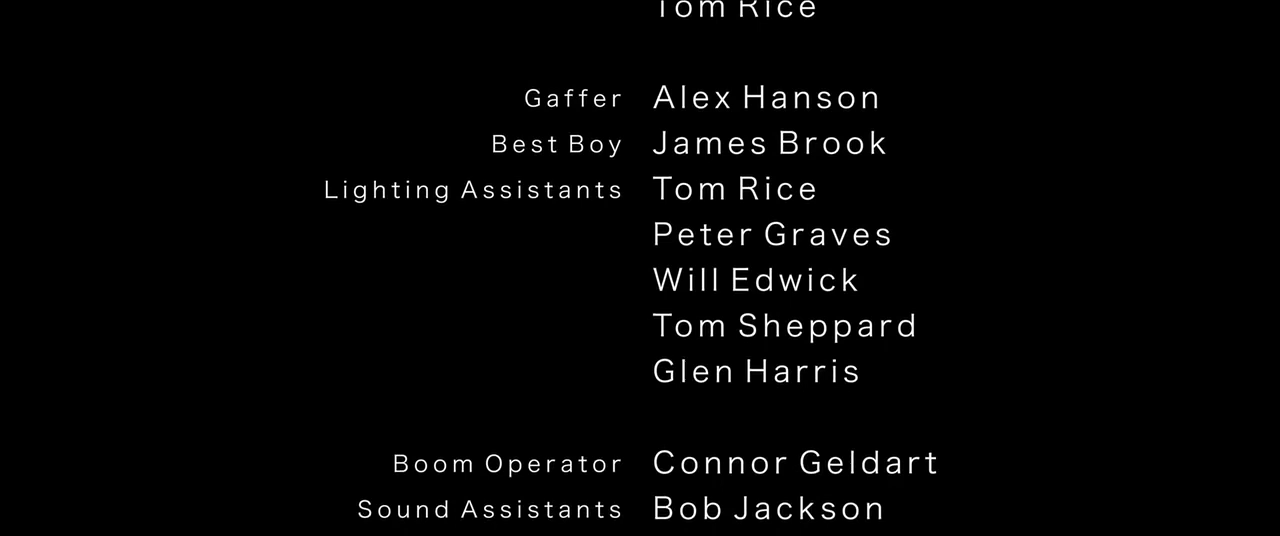 Tom Rice
Gaffer Alex Hanson
Best Boy James Brook
Lighting Assistants Tom Rice
Peter Graves
Will Edwick
Tom Sheppard
Glen Harris
Boom Operator Connor Geldart
Sound Assistants Bob Jackson